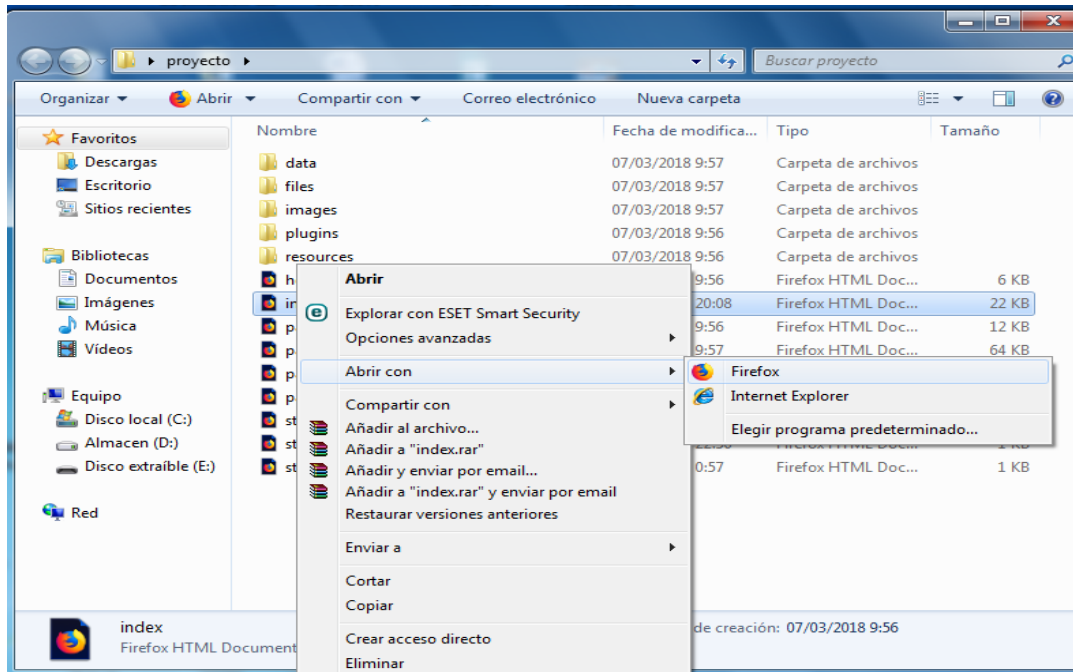 proyecto
Buscar proyecto
Organizar
Abrir
Compartir con
Correo electrónico
Nueva carpeta
Favoritos
Descargas
Escritorio
Sitios recientes
Bibliotecas
Documentos
Imágenes
Música
Vídeos
Equipo
Disco local (C:)
Almacen (D:)
Disco extraíble (E:)
Red
Nombre Fecha de modifica... Tipo Tamaño
data 07/03/2018 9:57 Carpeta de archivos
files 07/03/2018 9:57 Carpeta de archivos
images 07/03/2018 9:57 Carpeta de archivos
plugins 07/03/2018 9:56 Carpeta de archivos
resources 07/03/2018 9:56 Carpeta de archivos
9:56 Firefox HTML Doc... 6 KB
20:08 Firefox HTML Doc... 22 KB
9:56 Firefox HTML Doc... 12 KB
9:57 Firefox HTML Doc... 64 KB
0:57 Firefox HTML Doc... 1 KB
Abrir
Explorar con ESET Smart Security
Opciones avanzadas
Abrir con
Compartir con
Añadir al archivo...
Añadir a "index.rar"
Añadir y enviar por email...
Añadir a "index.rar" y enviar por email
Restaurar versiones anteriores
Enviar a
Cortar
Copiar
Crear acceso directo
Eliminar
Firefox
Internet Explorer
Elegir programa predeterminado...
index
Firefox HTML Document
de creación: 07/03/2018 9:56